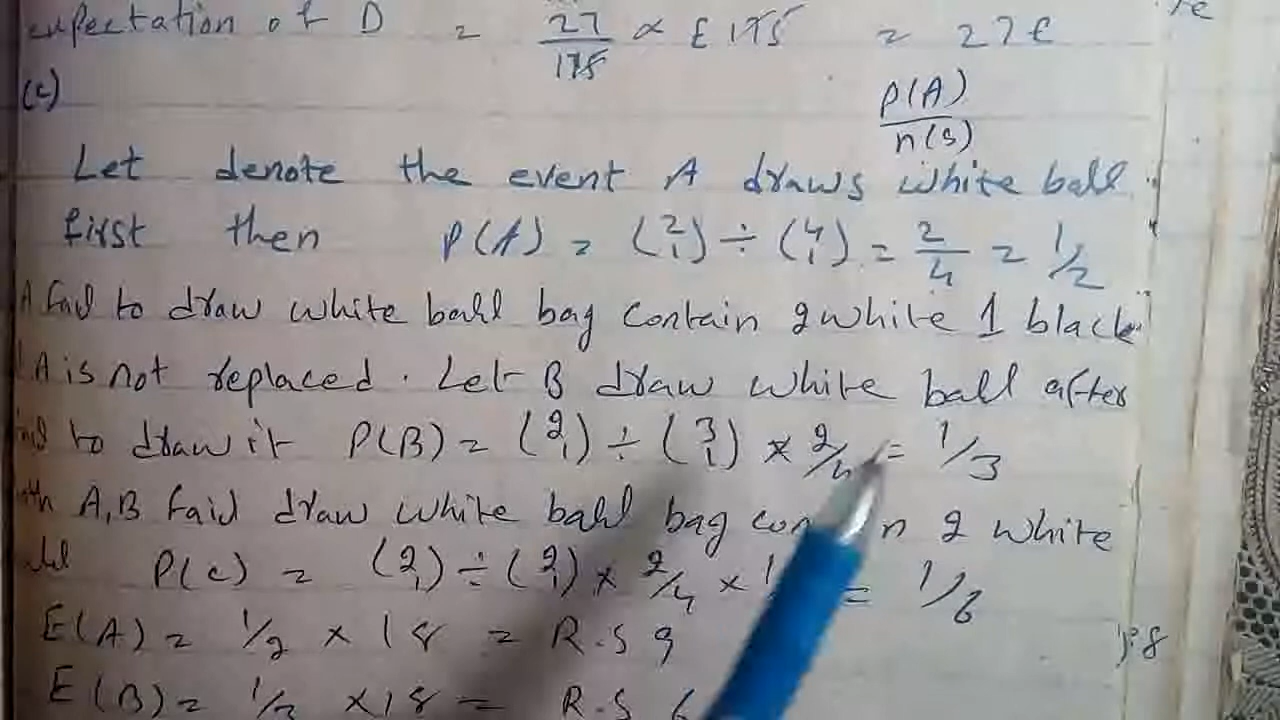 expectation of D = 27/175 × £175 = 27£
(c) P(A)/n(S)
Let denote the event A draws white ball
first then P(A) = (2 1) ÷ (4 1) = 2/4 = 1/2
A fail to draw white ball bag contain 2 white 1 black
A is not replaced. Let B draw white ball after
to draw it P(B) = (2 1) ÷ (3 1) × 2/4 = 1/3
A,B faid draw white ball bag 2 white
P(c) = (2 1) ÷ (2 1) × 2/4 × = 1/6
E(A) = 1/2 × 18 = R.S 9
E(B) = 1/3 × 18 = R.S 6